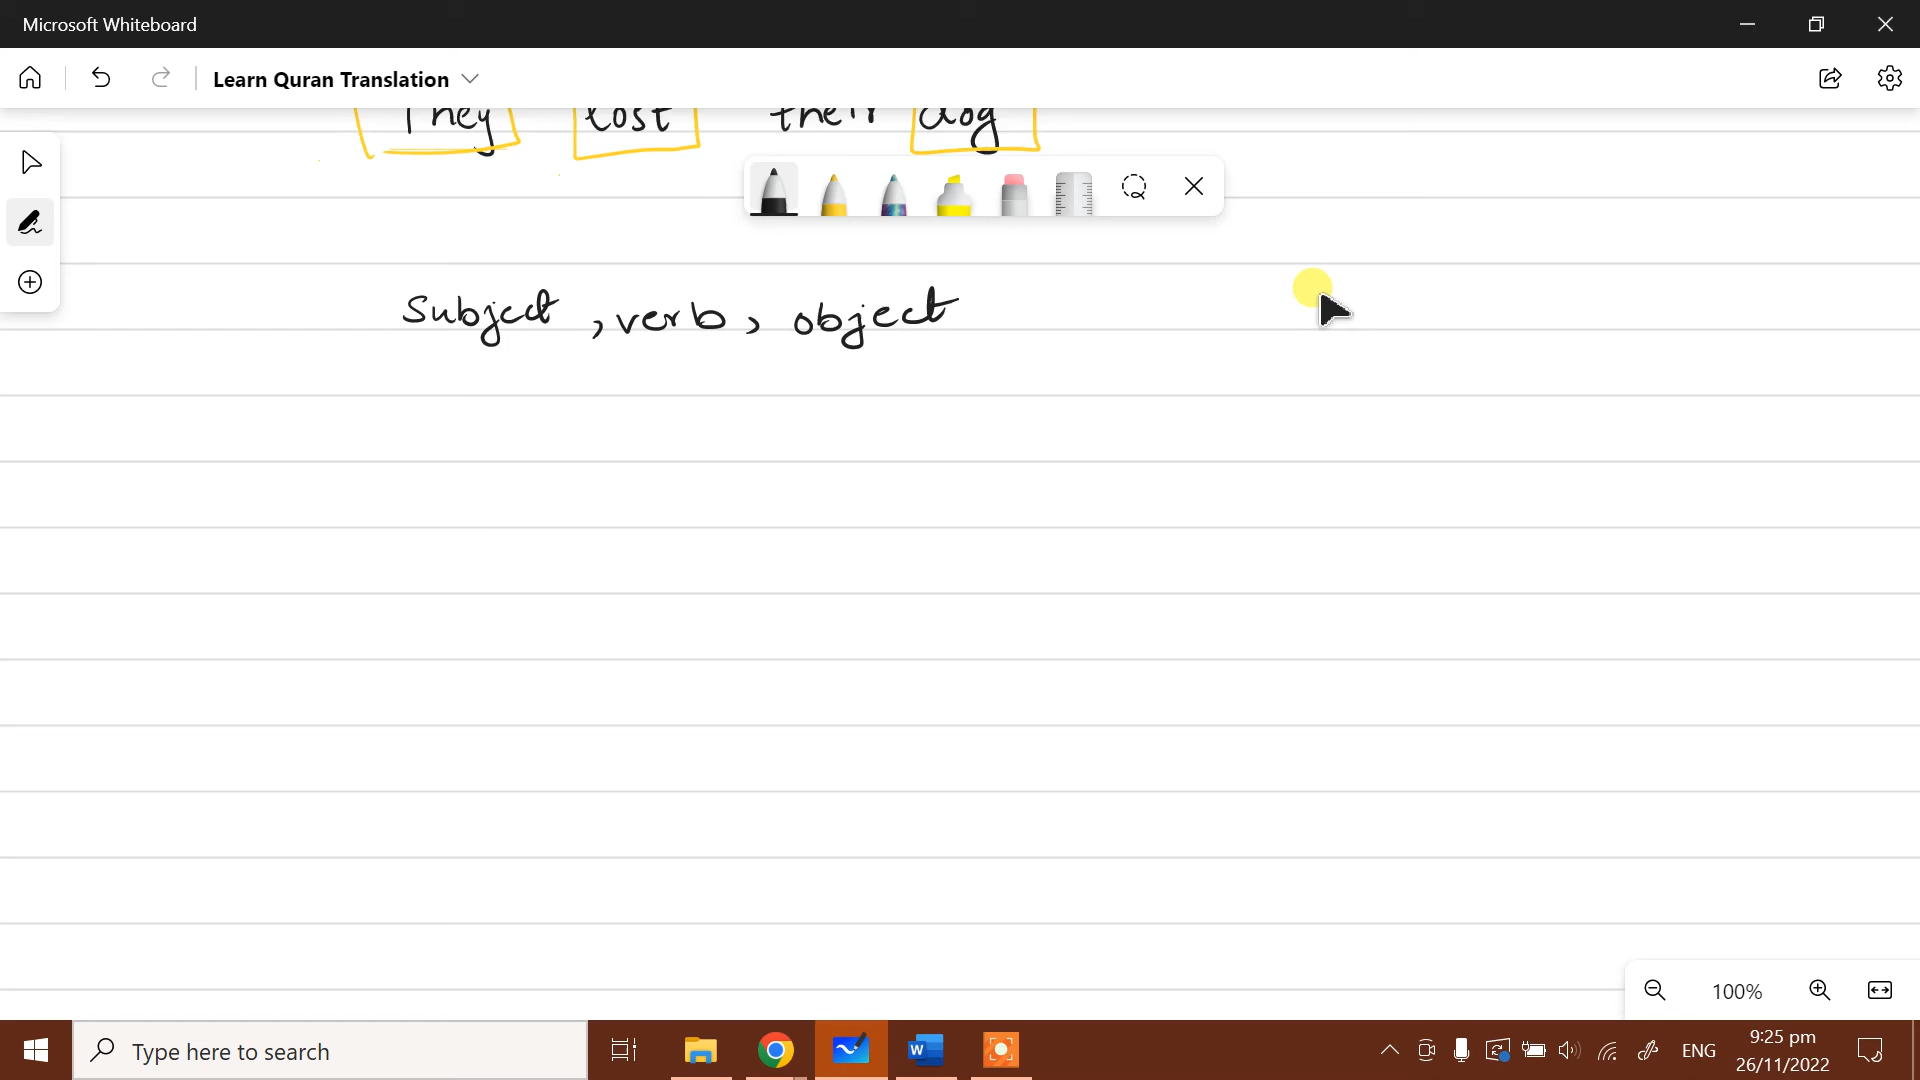 Microsoft Whiteboard
Learn Quran Translation
They lost their dog
Subject , verb , object
100%
Type here to search
ENG
9:25 pm
26/11/2022